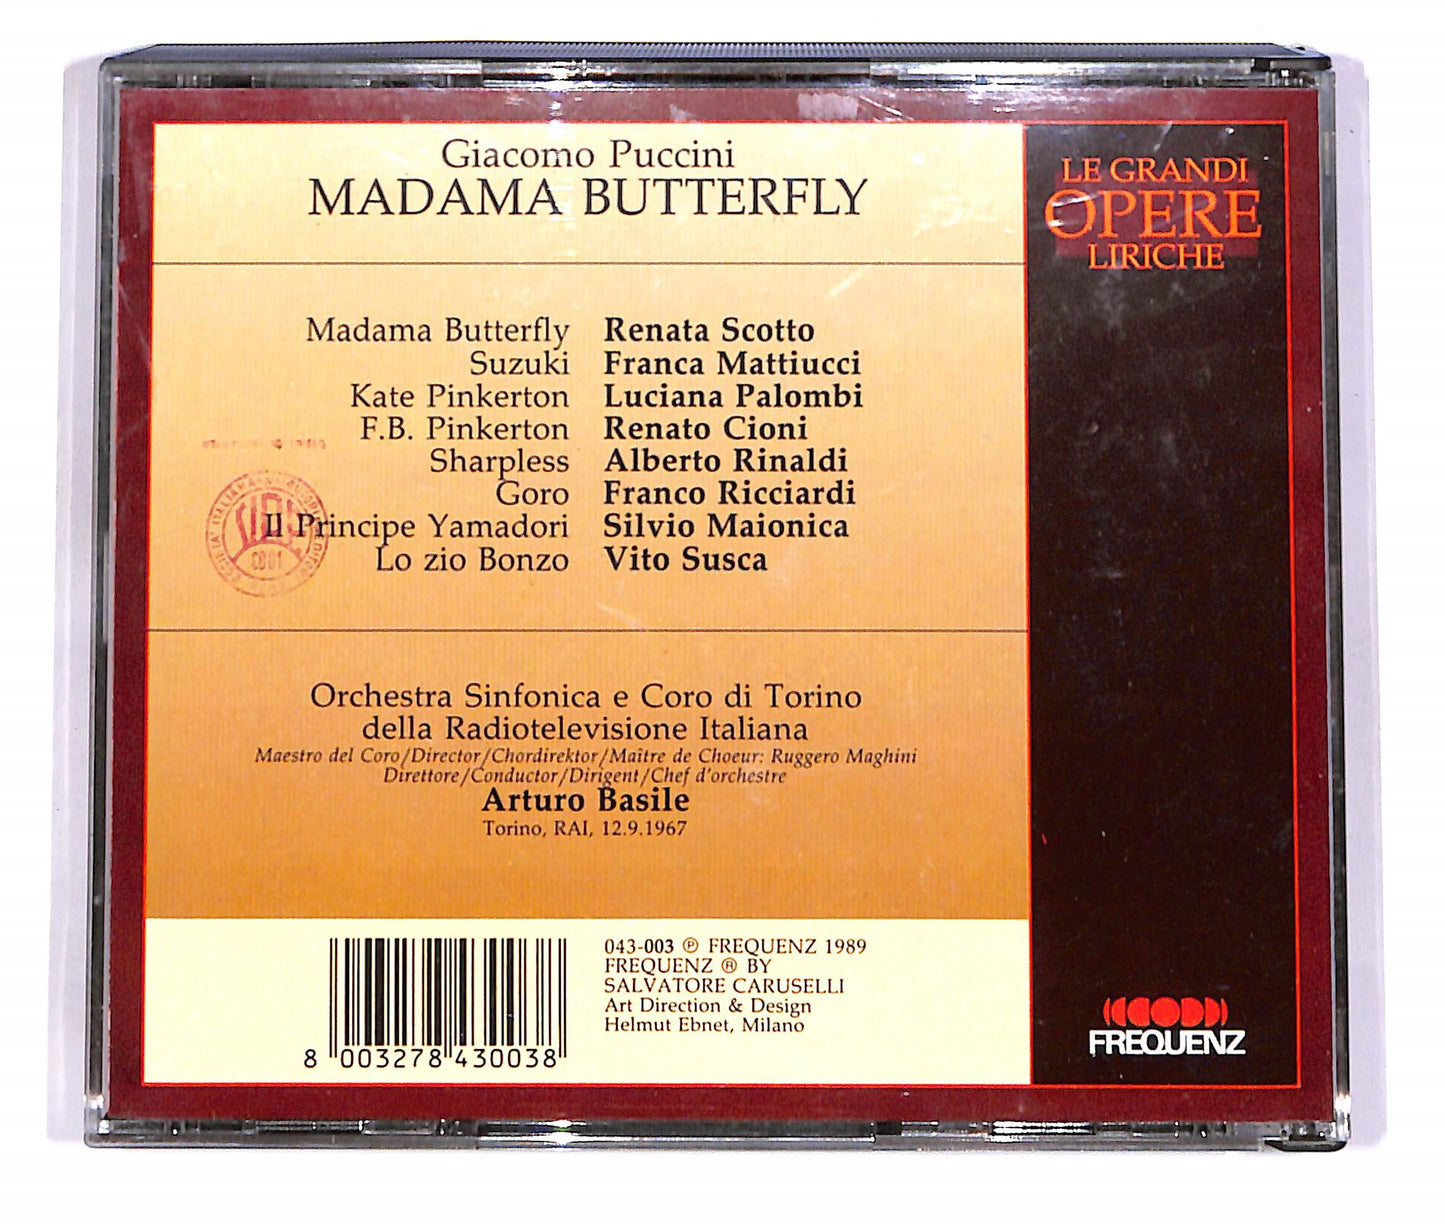 Giacomo Puccini
MADAMA BUTTERFLY
LE GRANDI
OPERE
LIRICHE
Madama Butterfly Renata Scotto
Suzuki Franca Mattiucci
Kate Pinkerton Luciana Palombi
F.B. Pinkerton Renato Cioni
Sharpless Alberto Rinaldi
Goro Franco Ricciardi
Il Principe Yamadori Silvio Maionica
Lo zio Bonzo Vito Susca
Orchestra Sinfonica e Coro di Torino
della Radiotelevisione Italiana
Maestro del Coro/Director/Chordirektor/Maître de Choeur: Ruggero Maghini
Direttore/Conductor/Dirigent/Chef d'orchestre
Arturo Basile
Torino, RAI, 12.9.1967
8 003278 430038
043-003 ℗ FREQUENZ 1989
FREQUENZ ® BY
SALVATORE CARUSELLI
Art Direction & Design
Helmut Ebnet, Milano
FREQUENZ